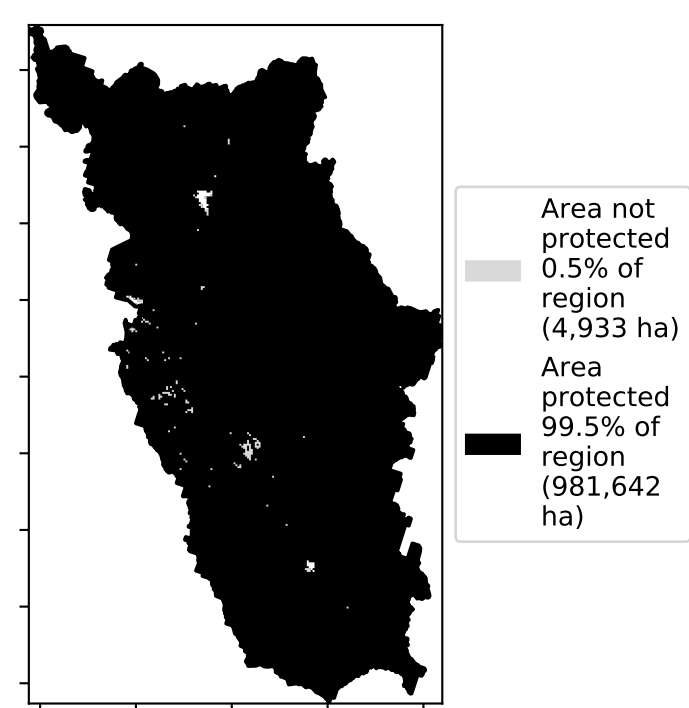 Area not
protected
0.5% of
region
(4,933 ha)
Area
protected
99.5% of
region
(981,642
ha)